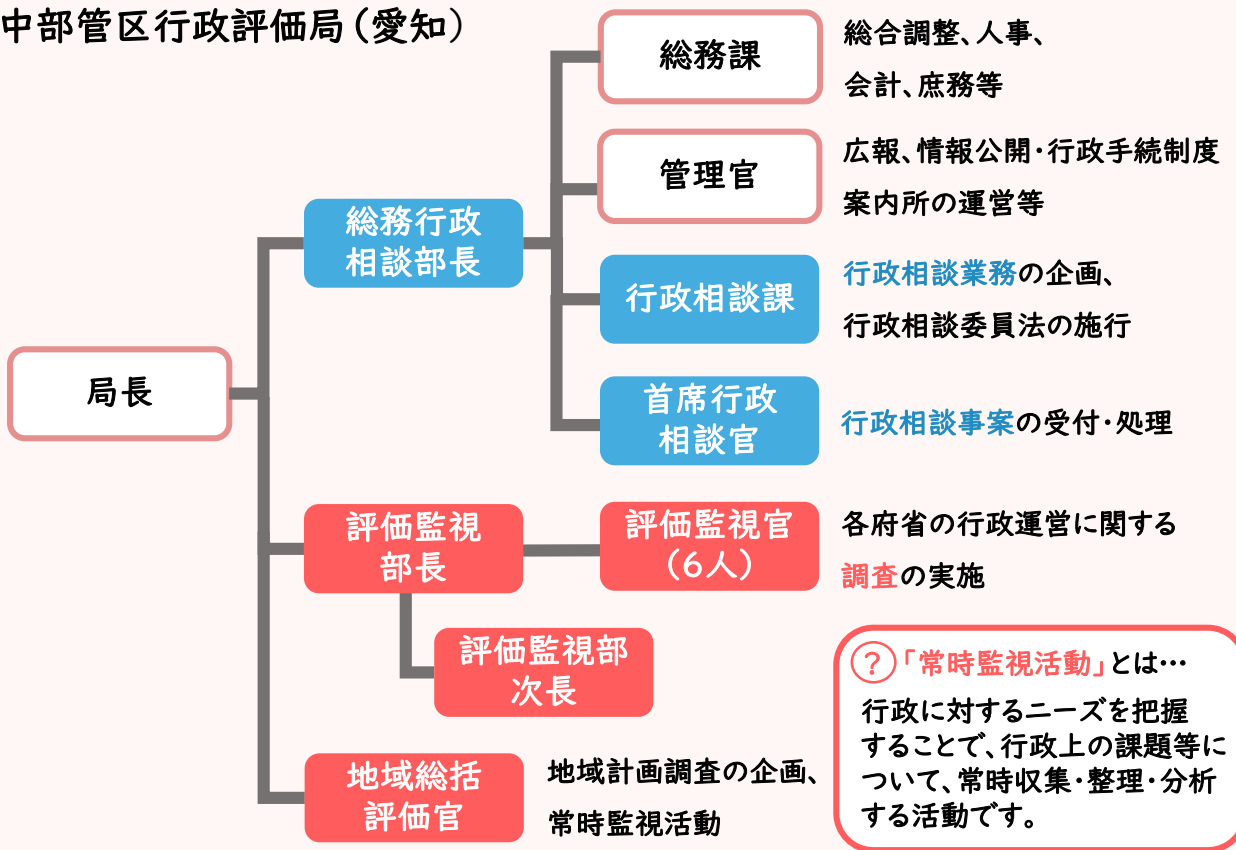 中部管区行政評価局（愛知）
総務課
総合調整、人事、
会計、庶務等
管理官
広報、情報公開・行政手続制度
案内所の運営等
総務行政
相談部長
行政相談課
行政相談業務の企画、
行政相談委員法の施行
局長
首席行政
相談官
行政相談事案の受付・処理
評価監視
部長
評価監視官
（6人）
各府省の行政運営に関する
調査の実施
評価監視部
次長
地域総括
評価官
地域計画調査の企画、
常時監視活動
？「常時監視活動」とは…
行政に対するニーズを把握
することで、行政上の課題等に
ついて、常時収集・整理・分析
する活動です。